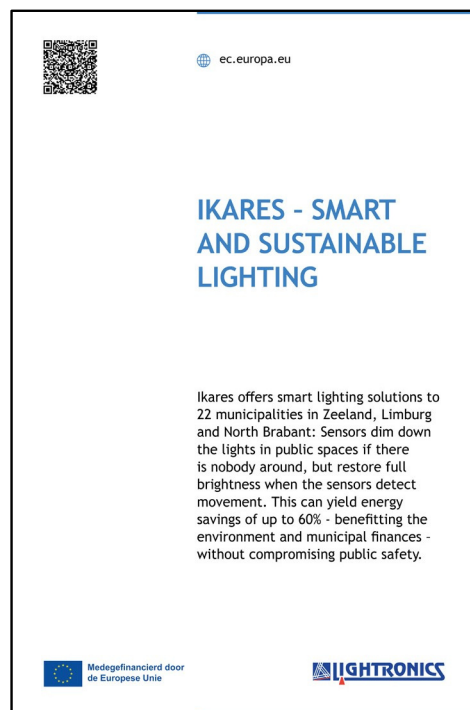 ec.europa.eu
IKARES - SMART
AND SUSTAINABLE
LIGHTING
Ikares offers smart lighting solutions to
22 municipalities in Zeeland, Limburg
and North Brabant: Sensors dim down
the lights in public spaces if there
is nobody around, but restore full
brightness when the sensors detect
movement. This can yield energy
savings of up to 60% - benefitting the
environment and municipal finances -
without compromising public safety.
Medegefinancierd door
de Europese Unie
LIGHTRONICS